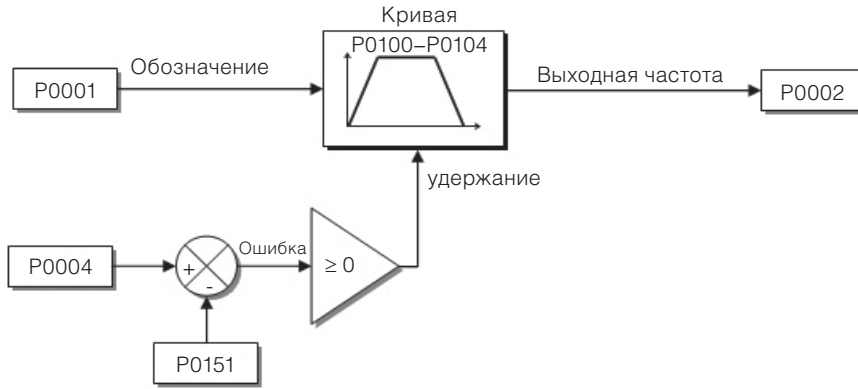 Кривая
P0100–P0104
Обозначение
P0001
Выходная частота
P0002
удержание
P0004
+
-
Ошибка
≥ 0
P0151